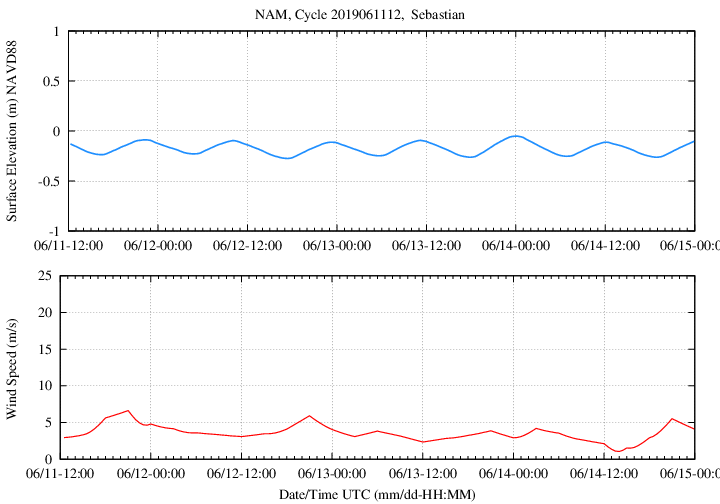 NAM, Cycle 2019061112,  Sebastian
Surface Elevation (m) NAVD88
1
0.5
0
-0.5
-1
06/11-12:00 06/12-00:00 06/12-12:00 06/13-00:00 06/13-12:00 06/14-00:00 06/14-12:00 06/15-00:0
Wind Speed (m/s)
25
20
15
10
5
0
06/11-12:00 06/12-00:00 06/12-12:00 06/13-00:00 06/13-12:00 06/14-00:00 06/14-12:00 06/15-00:0
Date/Time UTC (mm/dd-HH:MM)